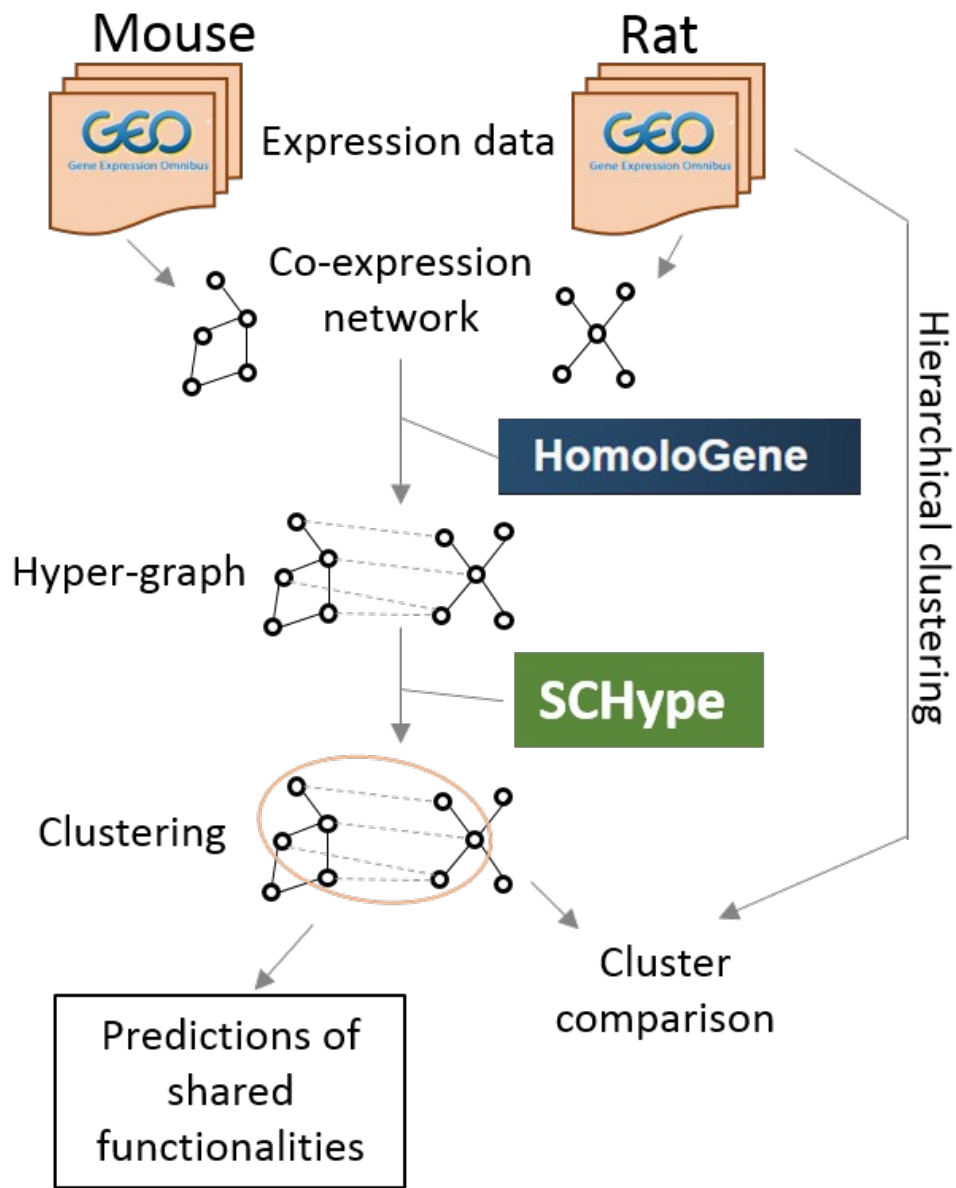 Mouse
Rat
GEO
Gene Expression Omnibus
Expression data
GEO
Gene Expression Omnibus
Co-expression
network
Hierarchical clustering
HomoloGene
Hyper-graph
SCHype
Clustering
Cluster
comparison
Predictions of
shared
functionalities